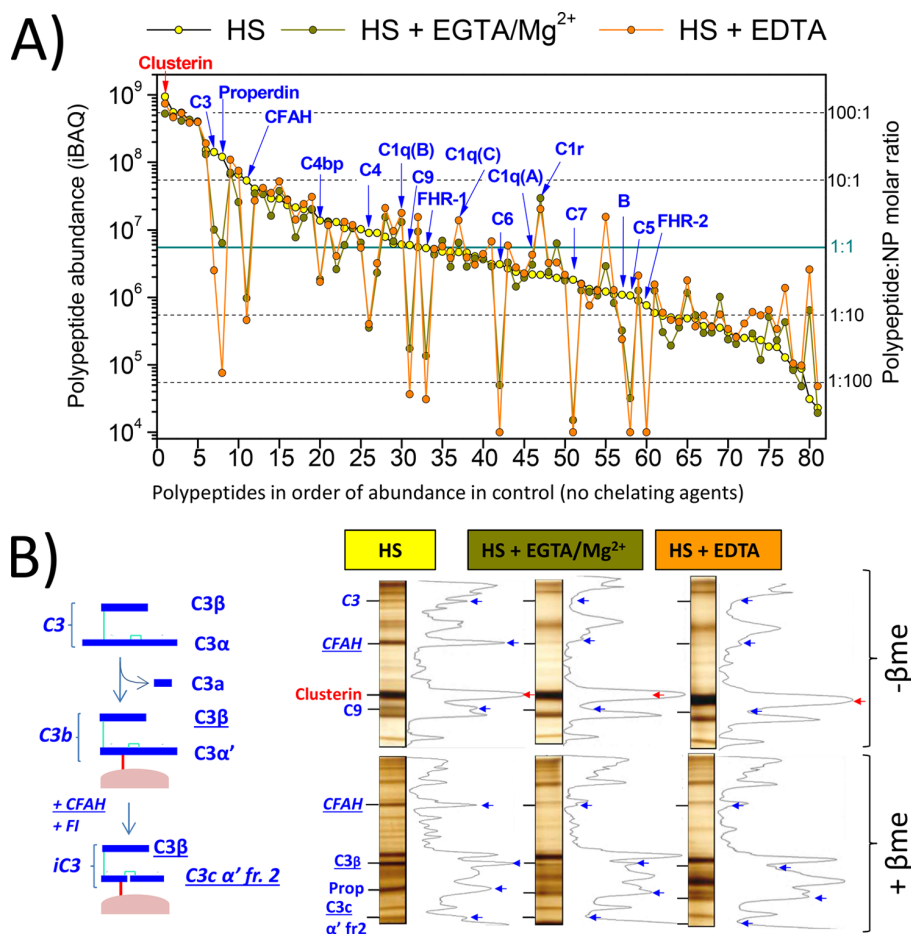 A)
HS HS + EGTA/Mg²⁺ HS + EDTA
Polypeptide abundance (iBAQ)
10⁹
10⁸
10⁷
10⁶
10⁵
10⁴
Clusterin
C3
Properdin
CFAH
C4bp
C4
C1q(B)
C9
FHR-1
C1q(C)
C1q(A)
C6
C1r
C7
B
C5
FHR-2
100:1
10:1
1:1
1:10
1:100
Polypeptide:NP molar ratio
0 5 10 15 20 25 30 35 40 45 50 55 60 65 70 75 80
Polypeptides in order of abundance in control (no chelating agents)
B)
HS
HS + EGTA/Mg²⁺
HS + EDTA
C3
C3β
C3α
C3a
C3b
C3β
C3α’
+ CFAH
+ FI
iC3
C3β
C3c α’ fr. 2
C3
CFAH
Clusterin
C9
-βme
CFAH
C3β
Prop
C3c
α’ fr2
+ βme